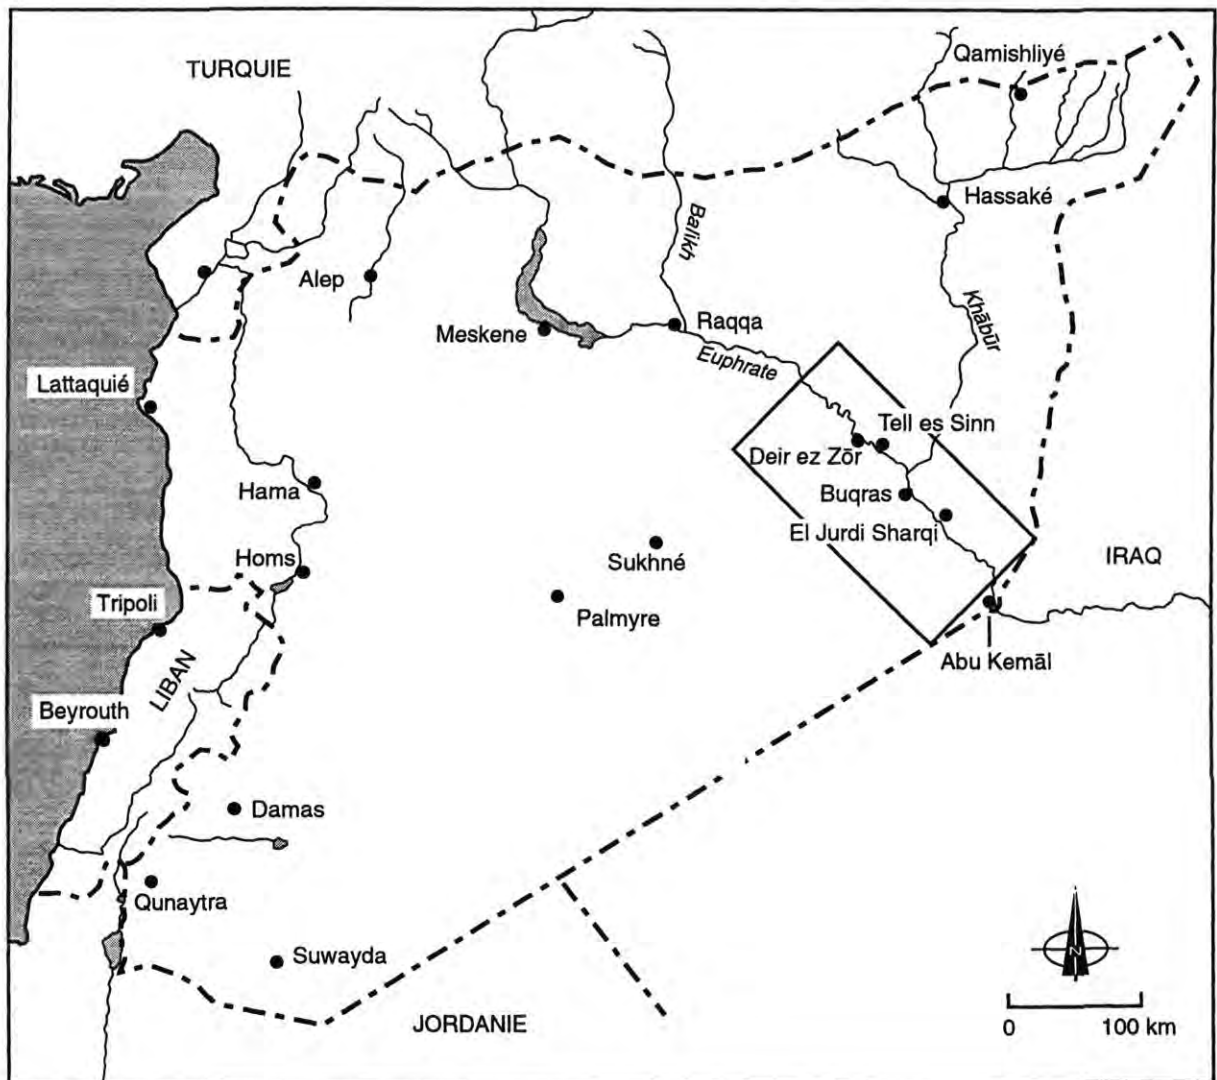 TURQUIE
Qamishliyé
Hassaké
Balikh
Alep
Khābūr
Meskene
Raqqa
Euphrate
Lattaquié
Tell es Sinn
Deir ez Zōr
Hama
Buqras
El Jurdi Sharqi
Homs
Sukhné
IRAQ
Tripoli
Palmyre
LIBAN
Abu Kemāl
Beyrouth
Damas
Qunaytra
Suwayda
N
JORDANIE
0 100 km